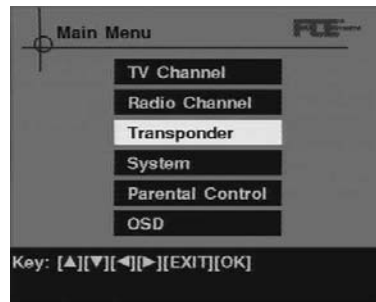 Main Menu
TV Channel
Radio Channel
Transponder
System
Parental Control
OSD
Key: [▲][▼][◄][►][EXIT][OK]